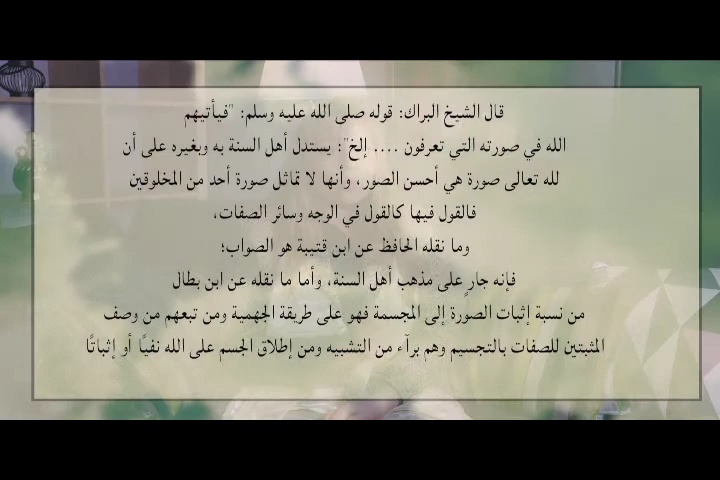 قال الشيخ البراك: قوله صلى الله عليه وسلم: "فيأتيهم
الله في صورته التي تعرفون .... إلخ": يستدل أهل السنة به وبغيره على أن
لله تعالى صورة هي أحسن الصور، وأنها لا تماثل صورة أحد من المخلوقين
فالقول فيها كالقول في الوجه وسائر الصفات،
وما نقله الحافظ عن ابن قتيبة هو الصواب؛
فإنه جارٍ على مذهب أهل السنة، وأما ما نقله عن ابن بطال
من نسبة إثبات الصورة إلى المجسمة فهو على طريقة الجهمية ومن تبعهم من وصف
المثبتين للصفات بالتجسيم وهم برآء من التشبيه ومن إطلاق الجسم على الله نفيًا أو إثباتًا